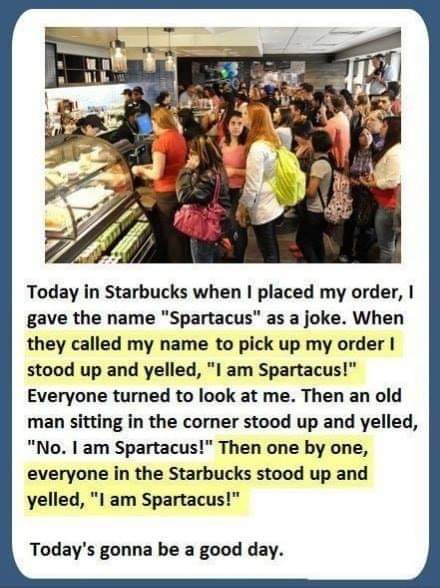 Today in Starbucks when I placed my order, I
gave the name "Spartacus" as a joke. When
they called my name to pick up my order I
stood up and yelled, "I am Spartacus!"
Everyone turned to look at me. Then an old
man sitting in the corner stood up and yelled,
"No. I am Spartacus!" Then one by one,
everyone in the Starbucks stood up and
yelled, "I am Spartacus!"
Today's gonna be a good day.